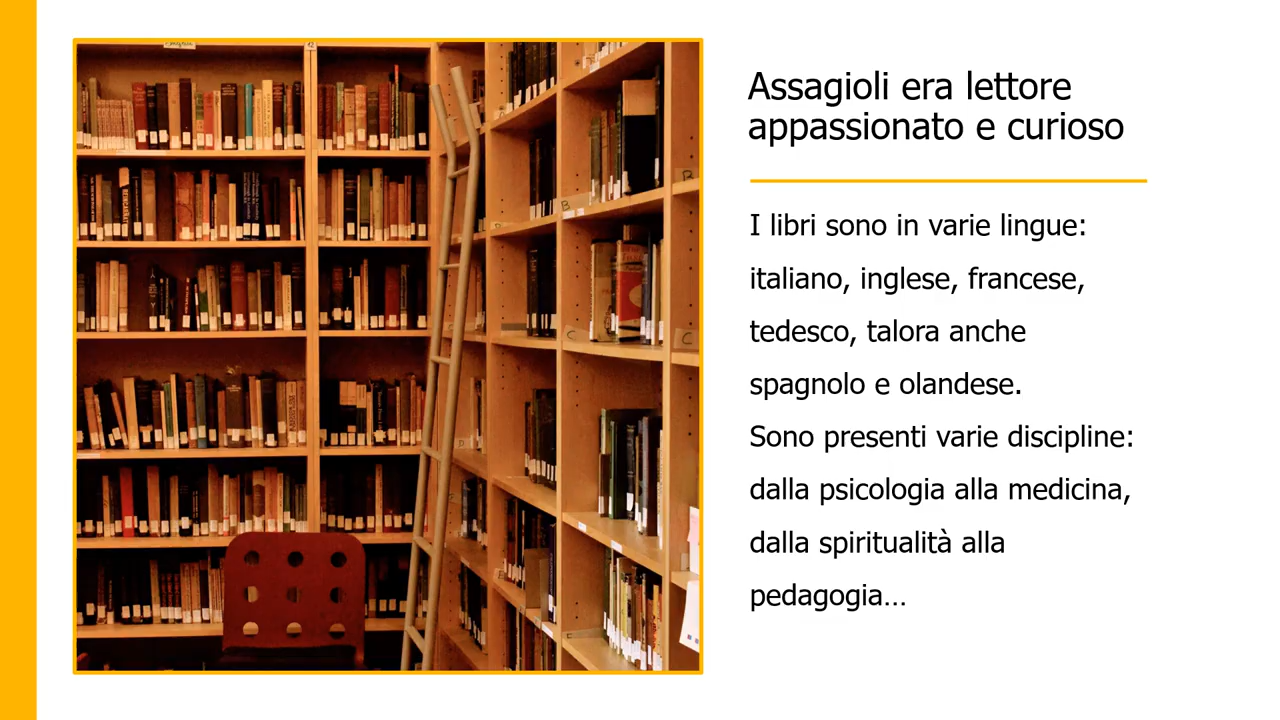 Assagioli era lettore
appassionato e curioso
I libri sono in varie lingue:
italiano, inglese, francese,
tedesco, talora anche
spagnolo e olandese.
Sono presenti varie discipline:
dalla psicologia alla medicina,
dalla spiritualità alla
pedagogia…
12
B
B
C
C
D
E